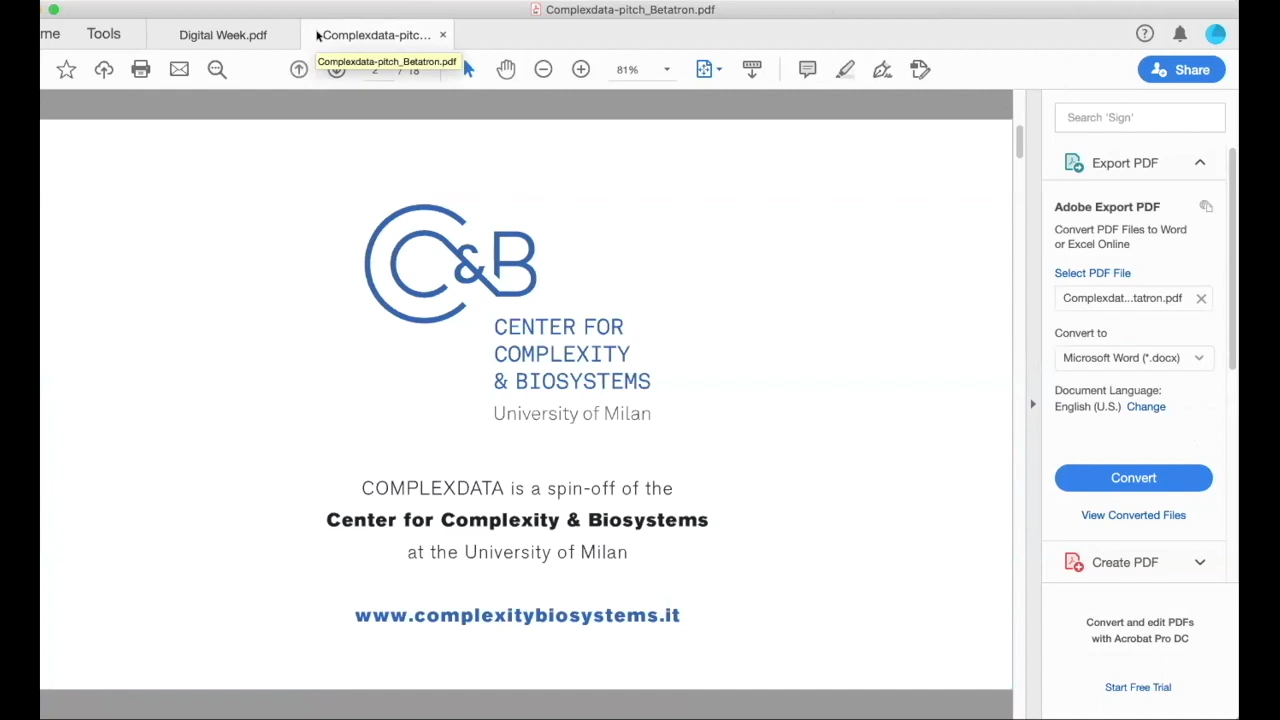 Complexdata-pitch_Betatron.pdf
me
Tools
Digital Week.pdf
Complexdata-pitc... ×
Complexdata-pitch_Betatron.pdf
2 / 18
81%
Share
Search 'Sign'
Export PDF
Adobe Export PDF
Convert PDF Files to Word
or Excel Online
Select PDF File
Complexdat...tatron.pdf
Convert to
Microsoft Word (*.docx)
Document Language:
English (U.S.) Change
Convert
View Converted Files
Create PDF
Convert and edit PDFs
with Acrobat Pro DC
Start Free Trial
C&B
CENTER FOR
COMPLEXITY
& BIOSYSTEMS
University of Milan
COMPLEXDATA is a spin-off of the
Center for Complexity & Biosystems
at the University of Milan
www.complexitybiosystems.it